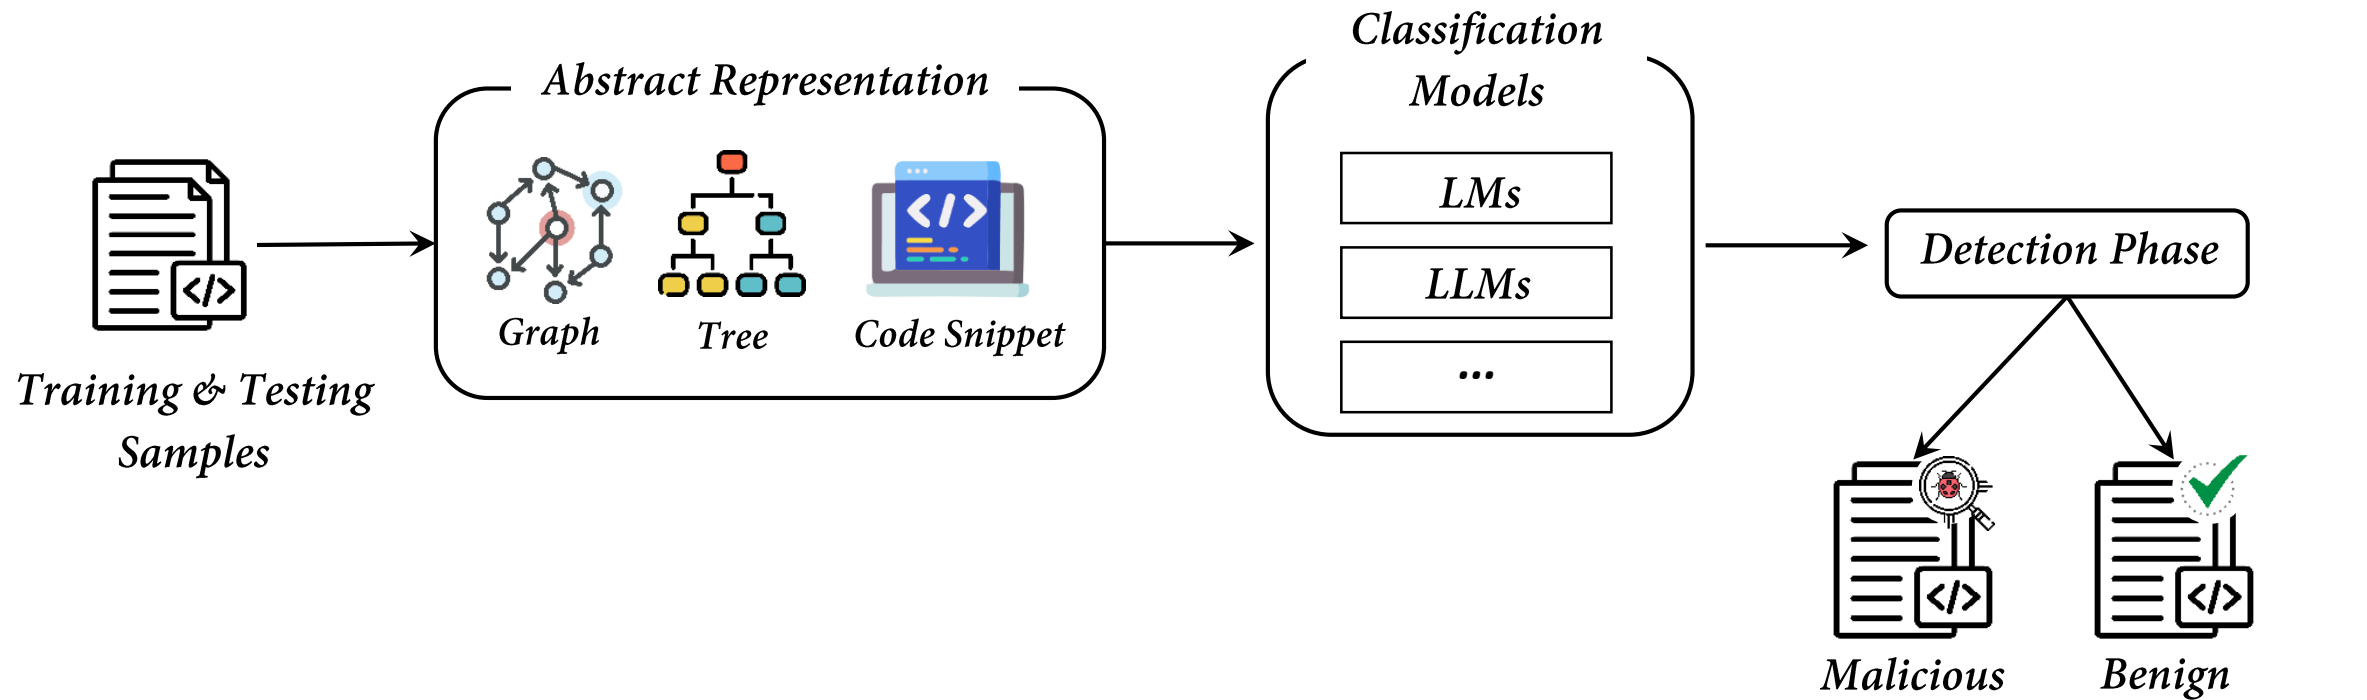 Training & Testing
Samples
</>
Abstract Representation
Graph
Tree
</>
Code Snippet
Classification
Models
LMs
LLMs
...
Detection Phase
</>
Malicious
</>
Benign